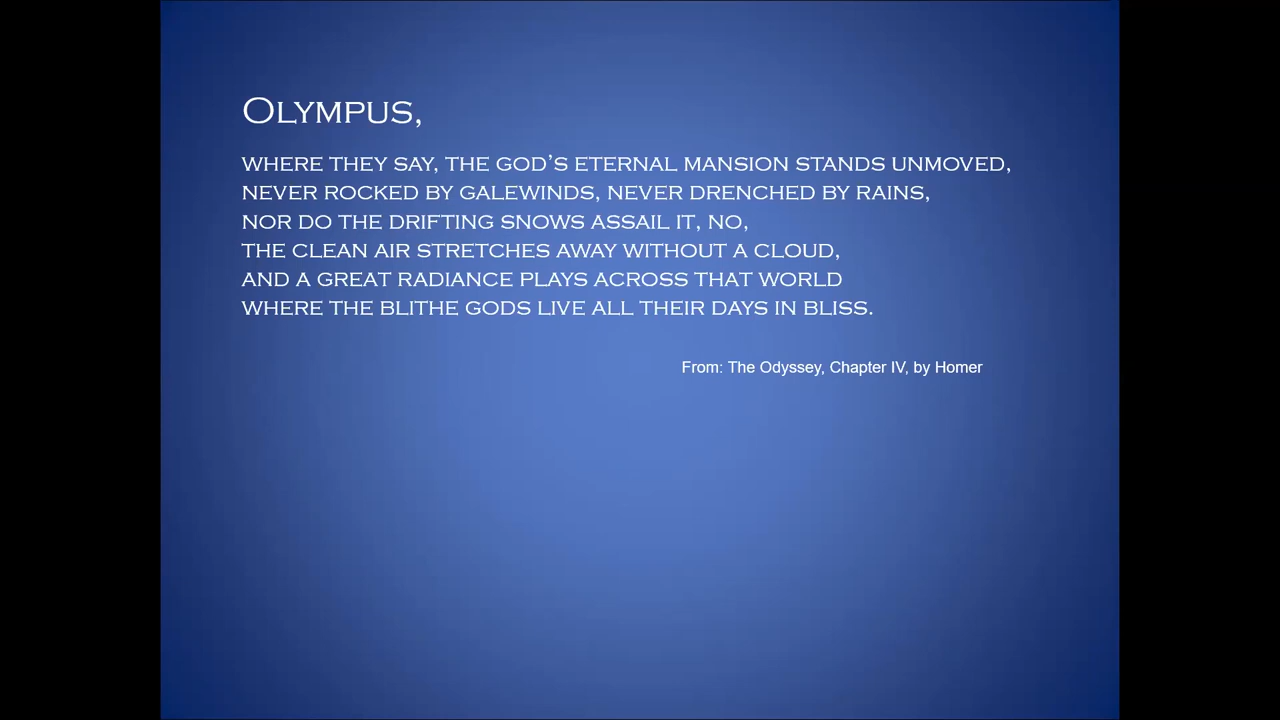 OLYMPUS,
WHERE THEY SAY, THE GOD’S ETERNAL MANSION STANDS UNMOVED,
NEVER ROCKED BY GALEWINDS, NEVER DRENCHED BY RAINS,
NOR DO THE DRIFTING SNOWS ASSAIL IT, NO,
THE CLEAN AIR STRETCHES AWAY WITHOUT A CLOUD,
AND A GREAT RADIANCE PLAYS ACROSS THAT WORLD
WHERE THE BLITHE GODS LIVE ALL THEIR DAYS IN BLISS.
From: The Odyssey, Chapter IV, by Homer